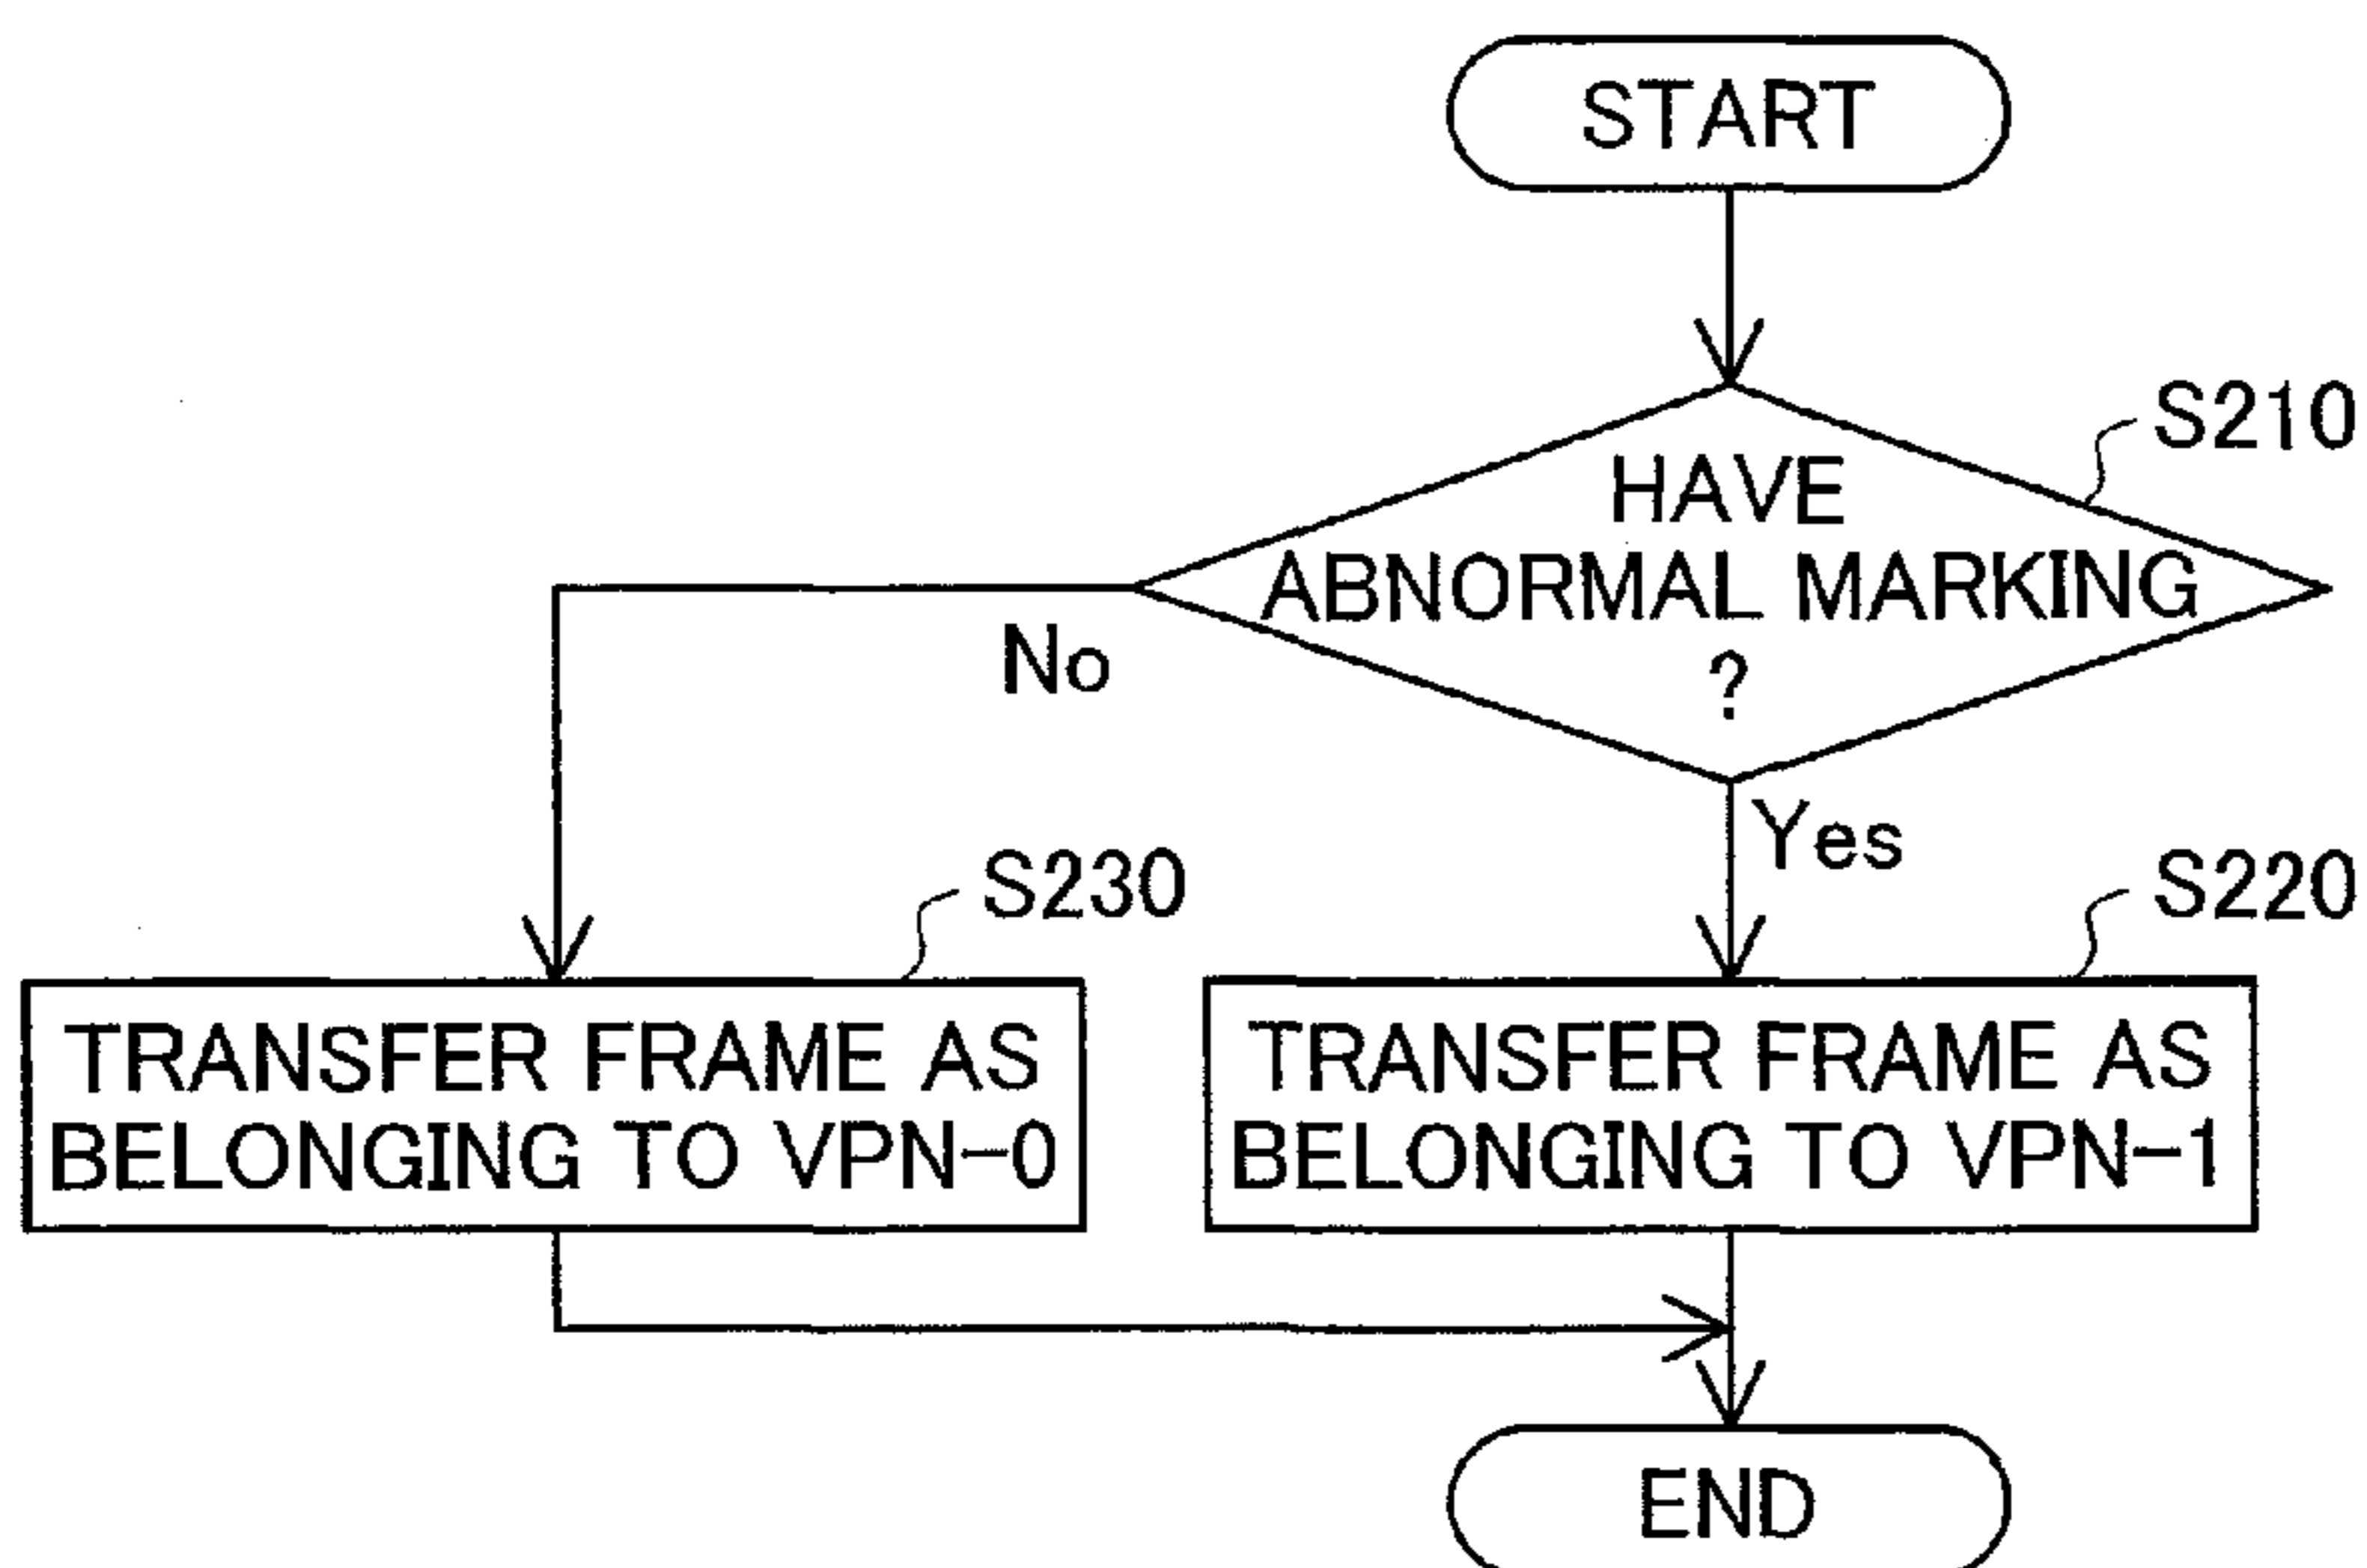 START
S210
HAVE
ABNORMAL MARKING
?
No
Yes
S230
S220
TRANSFER FRAME AS
BELONGING TO VPN-0
TRANSFER FRAME AS
BELONGING TO VPN-1
END